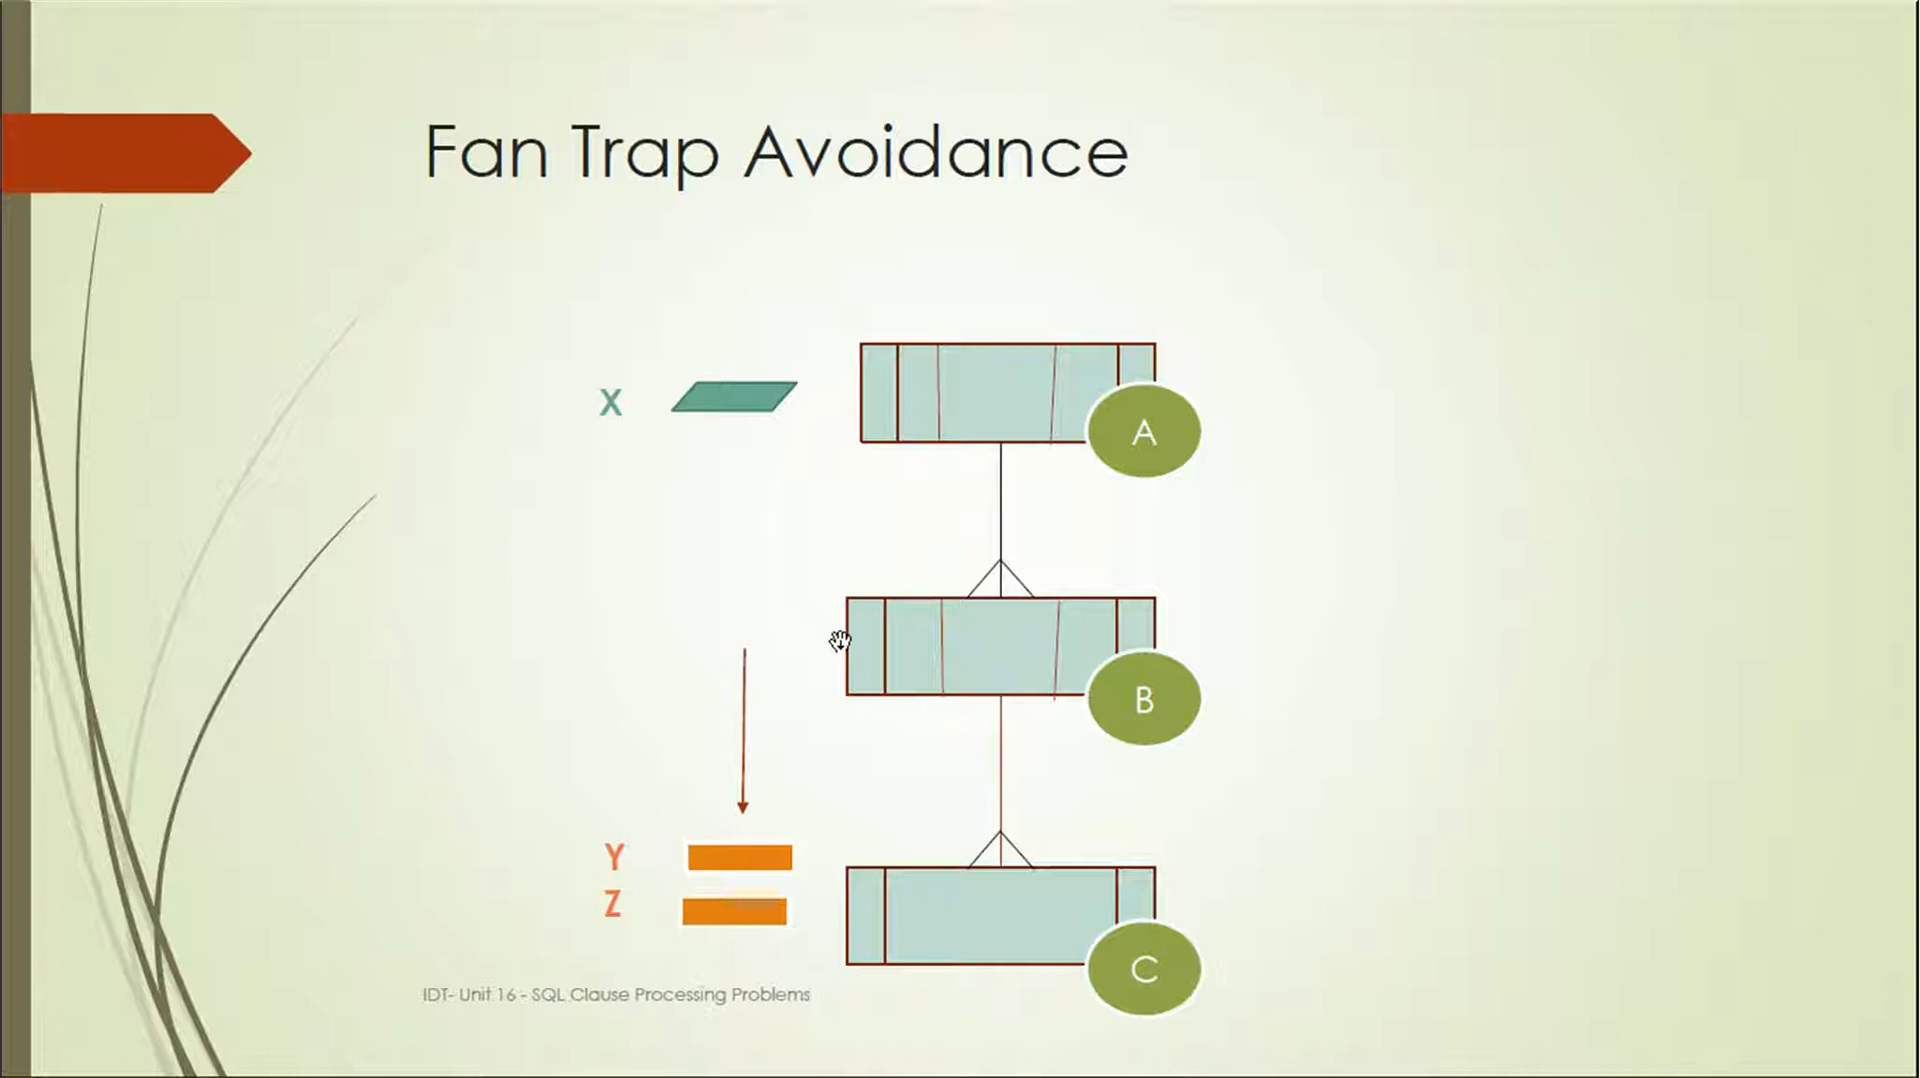 Fan Trap Avoidance
X
A
B
Y
Z
C
IDT- Unit 16 - SQL Clause Processing Problems